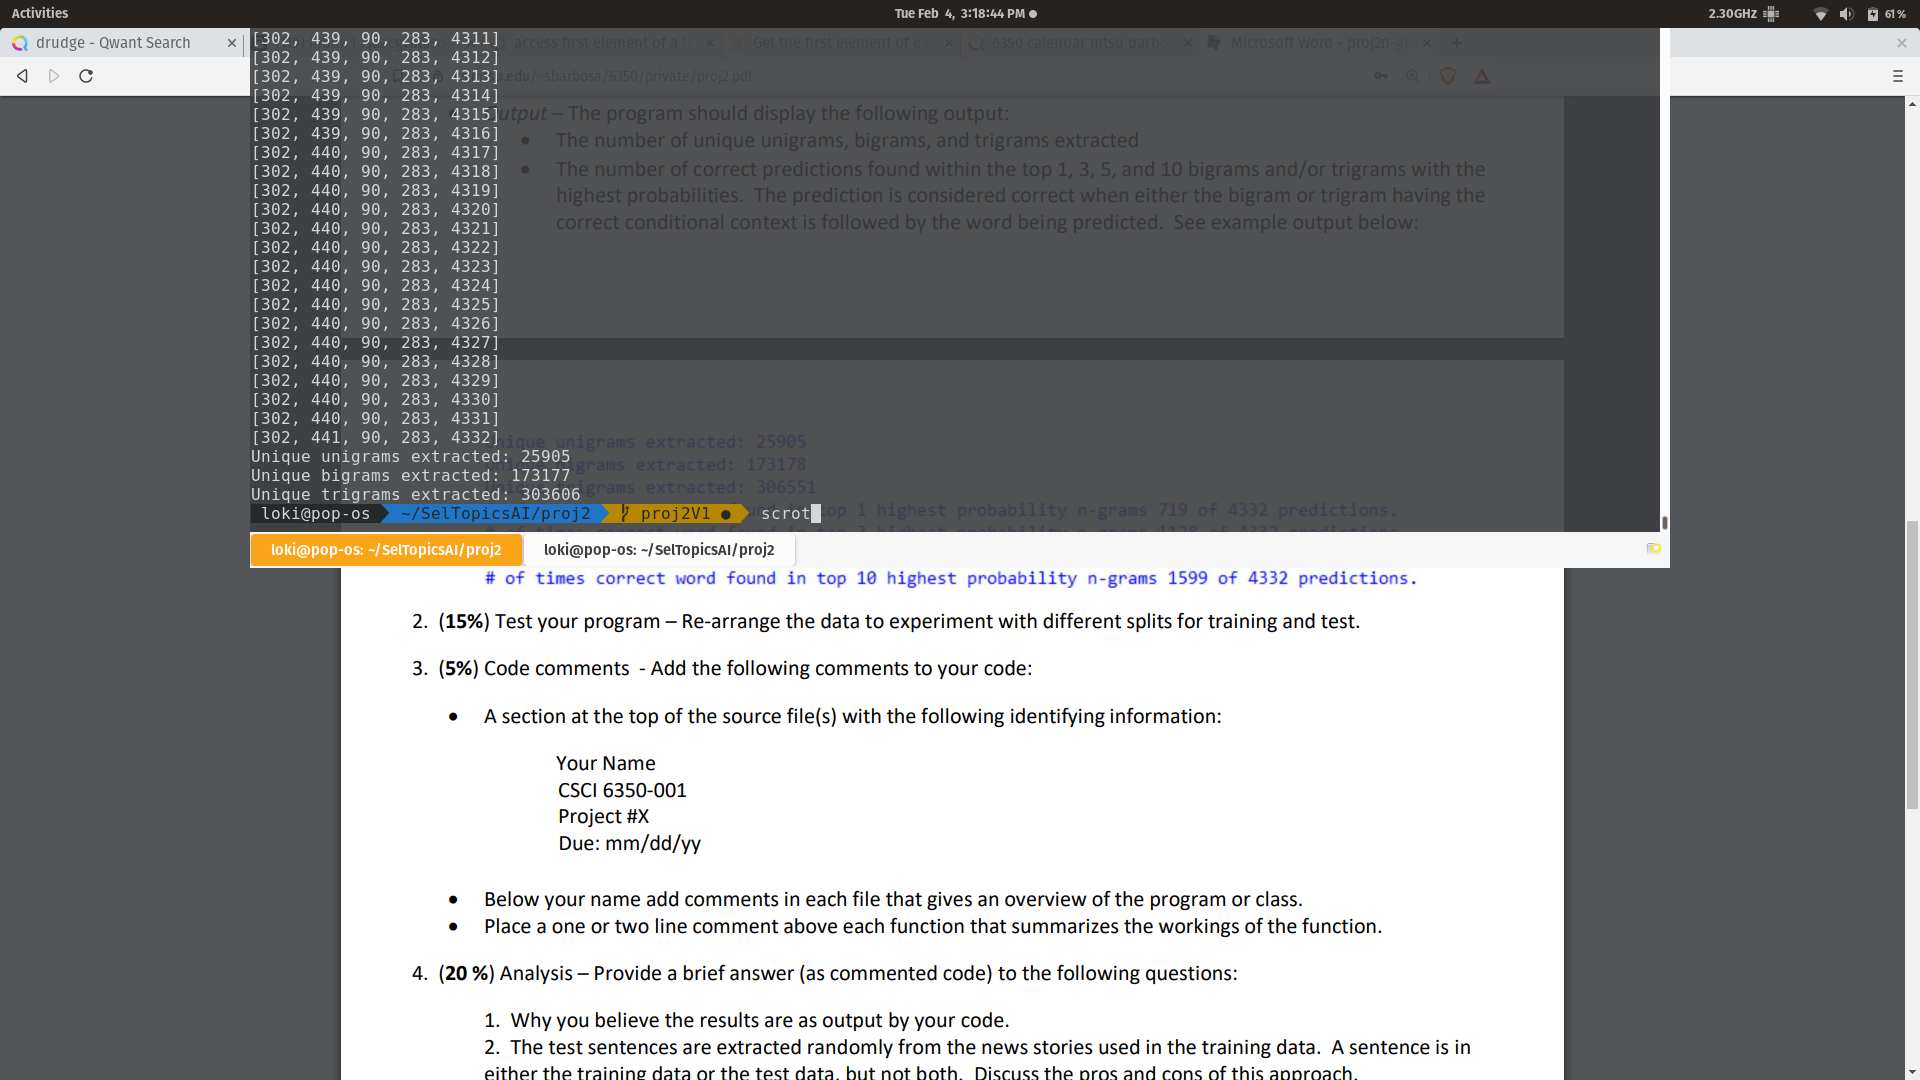 Activities
Tue Feb 4, 3:18:44 PM ●
2.30GHz
61 %
drudge - Qwant Search
access first element of a
Get the first element of
6350 calendar mtsu barbo
Microsoft Word - proj2n-g
.edu/~sbarbosa/6350/private/proj2.pdf
[302, 439, 90, 283, 4311]
[302, 439, 90, 283, 4312]
[302, 439, 90, 283, 4313]
[302, 439, 90, 283, 4314]
[302, 439, 90, 283, 4315]
[302, 439, 90, 283, 4316]
[302, 440, 90, 283, 4317]
[302, 440, 90, 283, 4318]
[302, 440, 90, 283, 4319]
[302, 440, 90, 283, 4320]
[302, 440, 90, 283, 4321]
[302, 440, 90, 283, 4322]
[302, 440, 90, 283, 4323]
[302, 440, 90, 283, 4324]
[302, 440, 90, 283, 4325]
[302, 440, 90, 283, 4326]
[302, 440, 90, 283, 4327]
[302, 440, 90, 283, 4328]
[302, 440, 90, 283, 4329]
[302, 440, 90, 283, 4330]
[302, 440, 90, 283, 4331]
[302, 441, 90, 283, 4332]
Unique unigrams extracted: 25905
Unique bigrams extracted: 173177
Unique trigrams extracted: 303606
loki@pop-os ~/SelTopicsAI/proj2 proj2V1 ● scrot
loki@pop-os: ~/SelTopicsAI/proj2
loki@pop-os: ~/SelTopicsAI/proj2
utput – The program should display the following output:
• The number of unique unigrams, bigrams, and trigrams extracted
• The number of correct predictions found within the top 1, 3, 5, and 10 bigrams and/or trigrams with the
highest probabilities. The prediction is considered correct when either the bigram or trigram having the
correct conditional context is followed by the word being predicted. See example output below:
unigrams extracted: 25905
extracted: 173178
extracted: 306551
top 1 highest probability n-grams 719 of 4332 predictions.
highest probability n-grams 1128 of 4332 predictions.
# of times correct word found in top 10 highest probability n-grams 1599 of 4332 predictions.
2. (15%) Test your program – Re-arrange the data to experiment with different splits for training and test.
3. (5%) Code comments - Add the following comments to your code:
• A section at the top of the source file(s) with the following identifying information:
Your Name
CSCI 6350-001
Project #X
Due: mm/dd/yy
• Below your name add comments in each file that gives an overview of the program or class.
• Place a one or two line comment above each function that summarizes the workings of the function.
4. (20 %) Analysis – Provide a brief answer (as commented code) to the following questions:
1. Why you believe the results are as output by your code.
2. The test sentences are extracted randomly from the news stories used in the training data. A sentence is in
either the training data or the test data, but not both. Discuss the pros and cons of this approach.